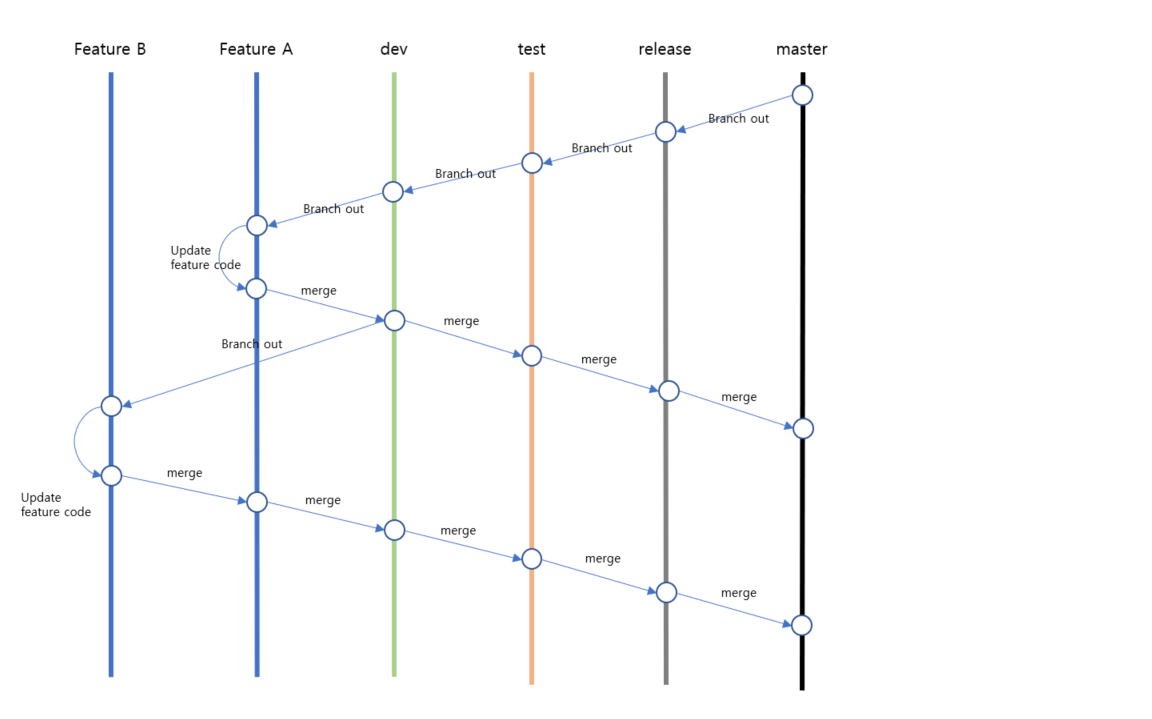 Feature B
Feature A
dev
test
release
master
Branch out
Branch out
Branch out
Branch out
Update
feature code
merge
merge
Branch out
merge
merge
merge
Update
feature code
merge
merge
merge
merge